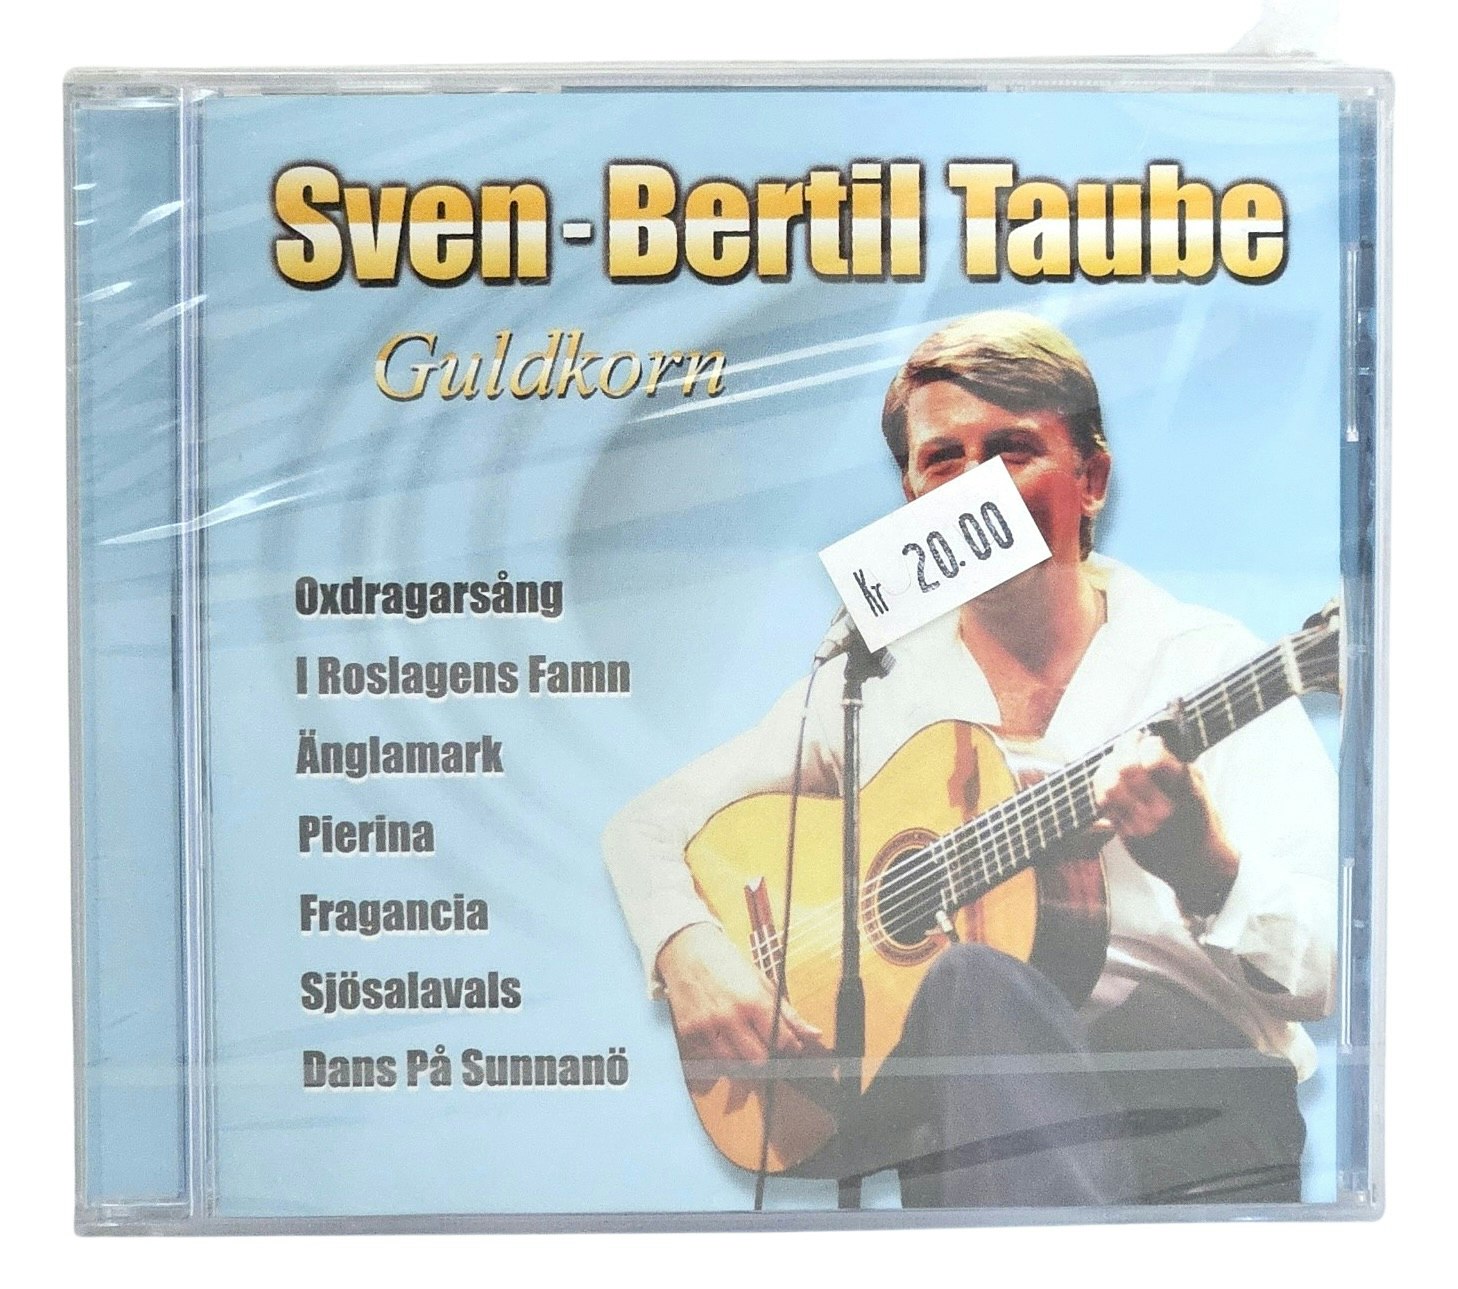 Sven-Bertil Taube
Guldkorn
Kr 20.00
Oxdragarsång
I Roslagens Famn
Änglamark
Pierina
Fragancia
Sjösalavals
Dans På Sunnanö